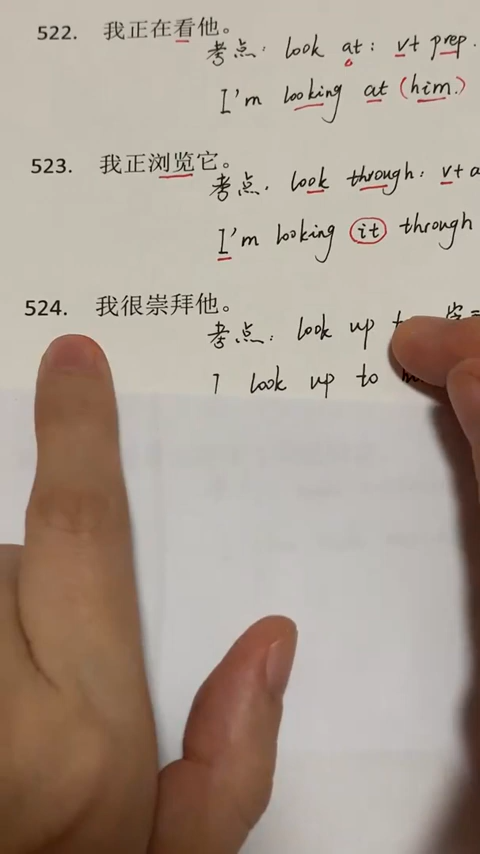 522. 我正在看他。
考点: look at: v+ prep.
I'm looking at (him.)
523. 我正浏览它。
考点. look through: v+ a
I'm looking it through
524. 我很崇拜他。
考点: look up
I look up to